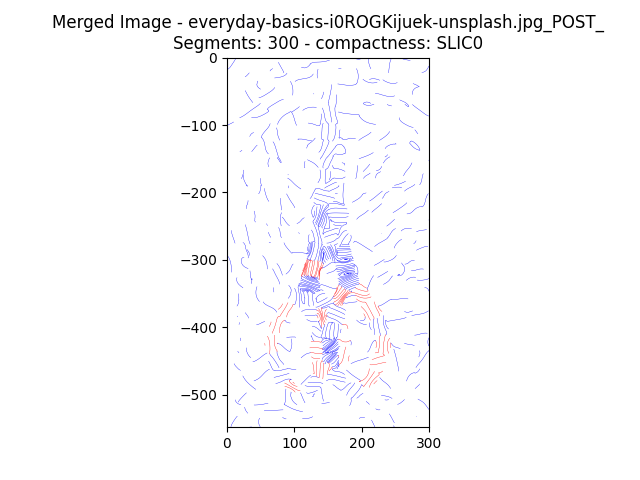 Merged Image - everyday-basics-i0ROGKijuek-unsplash.jpg_POST_
Segments: 300 - compactness: SLIC0
0
−100
−200
−300
−400
−500
0 100 200 300